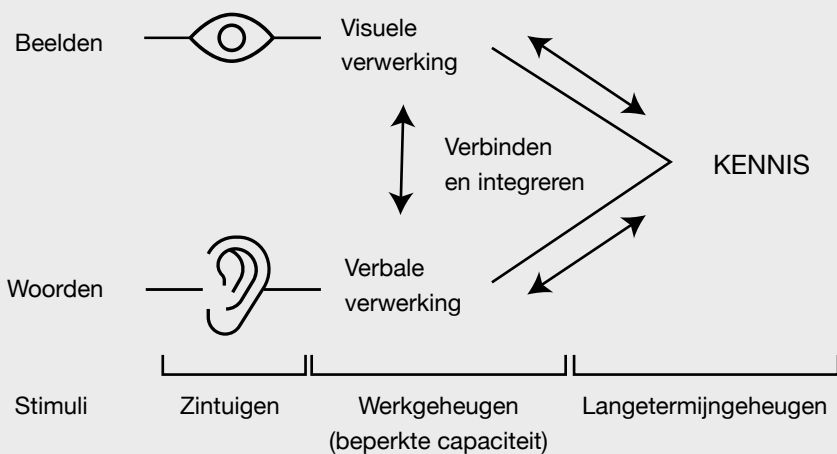 Beelden
Visuele
verwerking
Verbinden
en integreren
KENNIS
Woorden
Verbale
verwerking
Stimuli
Zintuigen
Werkgeheugen
(beperkte capaciteit)
Langetermijngeheugen